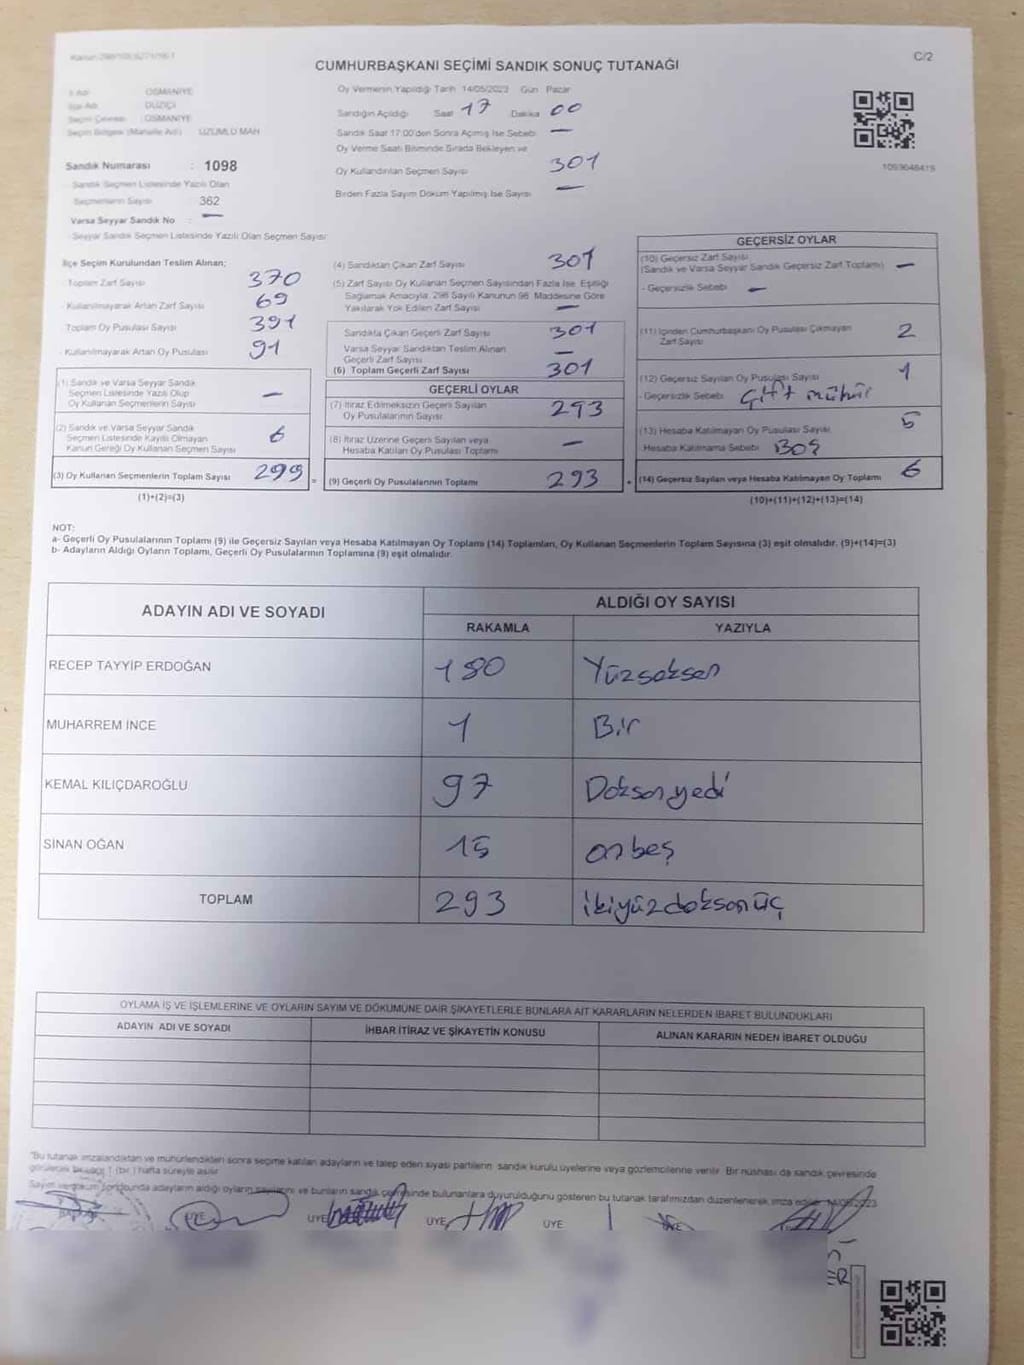 CUMHURBAŞKANI SEÇİMİ SANDIK SONUÇ TUTANAĞI
C/2
İl Adı : OSMANİYE
İlçe Adı : DÜZİÇİ
Seçim Çevresi : OSMANİYE
Seçim Bölgesi (Mahalle Adı) : ÜZÜMLÜ MAH
Sandık Numarası : 1098
- Sandık Seçmen Listesinde Yazılı Olan
Seçmenlerin Sayısı : 362
Varsa Seyyar Sandık No : —
- Seyyar Sandık Seçmen Listesinde Yazılı Olan Seçmen Sayısı
Oy Vermenin Yapıldığı Tarih 14/05/2023 Gün Pazar
Sandığın Açıldığı Saat 17 Dakika 00
Sandık Saat 17:00'den Sonra Açımış İse Sebebi —
Oy Verme Saati Bitiminde Sırada Bekleyen ve
Oy Kullandırılan Seçmen Sayısı 301
Birden Fazla Sayım Döküm Yapılmış İse Sayısı —
İlçe Seçim Kurulundan Teslim Alınan;
- Toplam Zarf Sayısı 370
- Kullanılmayarak Artan Zarf Sayısı 69
- Toplam Oy Pusulası Sayısı 391
- Kullanılmayarak Artan Oy Pusulası 91
(1) Sandık ve Varsa Seyyar Sandık
Seçmen Listesinde Yazılı Olup
Oy Kullanan Seçmenlerin Sayısı —
(2) Sandık ve Varsa Seyyar Sandık
Seçmen Listesinde Kayıtlı Olmayan
Kanun Gereği Oy Kullanan Seçmen Sayısı 6
(3) Oy Kullanan Seçmenlerin Toplam Sayısı 299 =
(1)+(2)=(3)
(4) Sandıktan Çıkan Zarf Sayısı 301
(5) Zarf Sayısı Oy Kullanan Seçmen Sayısından Fazla İse, Eşitliği
Sağlamak Amacıyla, 298 Sayılı Kanunun 98. Maddesine Göre
Yakılarak Yok Edilen Zarf Sayısı —
Sandıkta Çıkan Geçerli Zarf Sayısı 301
Varsa Seyyar Sandıktan Teslim Alınan
Geçerli Zarf Sayısı —
(6) Toplam Geçerli Zarf Sayısı 301
GEÇERLİ OYLAR
(7) İtiraz Edilmeksizin Geçerli Sayılan
Oy Pusulalarının Sayısı 293
(8) İtiraz Üzerine Geçerli Sayılan veya
Hesaba Katılan Oy Pusulası Toplamı —
(9) Geçerli Oy Pusulalarının Toplamı 293 +
1093048419
GEÇERSİZ OYLAR
(10) Geçersiz Zarf Sayısı
(Sandık ve Varsa Seyyar Sandık Geçersiz Zarf Toplamı) —
- Geçersizlik Sebebi —
(11) İçinden Cumhurbaşkanı Oy Pusulası Çıkmayan
Zarf Sayısı 2
(12) Geçersiz Sayılan Oy Pusulası Sayısı 1
- Geçersizlik Sebebi Çift mühür
(13) Hesaba Katılmayan Oy Pusulası Sayısı 5
Hesaba Katılmama Sebebi BOŞ
(14) Geçersiz Sayılan veya Hesaba Katılmayan Oy Toplamı 6
(10)+(11)+(12)+(13)=(14)
NOT:
a- Geçerli Oy Pusulalarının Toplamı (9) ile Geçersiz Sayılan veya Hesaba Katılmayan Oy Toplamı (14) Toplamları, Oy Kullanan Seçmenlerin Toplam Sayısına (3) eşit olmalıdır. (9)+(14)=(3)
b- Adayların Aldığı Oyların Toplamı, Geçerli Oy Pusulalarının Toplamına (9) eşit olmalıdır.
ADAYIN ADI VE SOYADI ALDIĞI OY SAYISI
RAKAMLA YAZIYLA
RECEP TAYYİP ERDOĞAN 180 Yüzseksen
MUHARREM İNCE 1 Bir
KEMAL KILIÇDAROĞLU 97 Doksanyedi
SİNAN OĞAN 15 onbeş
TOPLAM 293 ikiyüzdoksanüç
OYLAMA İŞ VE İŞLEMLERİNE VE OYLARIN SAYIM VE DÖKÜMÜNE DAİR ŞİKAYETLERLE BUNLARA AİT KARARLARIN NELERDEN İBARET BULUNDUKLARI
ADAYIN ADI VE SOYADI İHBAR İTİRAZ VE ŞİKAYETİN KONUSU ALINAN KARARIN NEDEN İBARET OLDUĞU
"Bu tutanak imzalandıktan ve mühürlendikten sonra seçime katılan adayların ve talep eden siyasi partilerin sandık kurulu üyelerine veya gözlemcilerine verilir. Bir nüshası da sandık çevresinde
görülecek bir yere 1 (bir) hafta süreyle asılır.
Sayım ve döküm sonucunda adayların aldığı oyların sayılarını ve bunların sandık çevresinde bulunanlara duyurulduğunu gösteren bu tutanak tarafımızdan düzenlenerek imza edildi. 14/05/2023
ÜYE ÜYE ÜYE ÜYE ÜYE